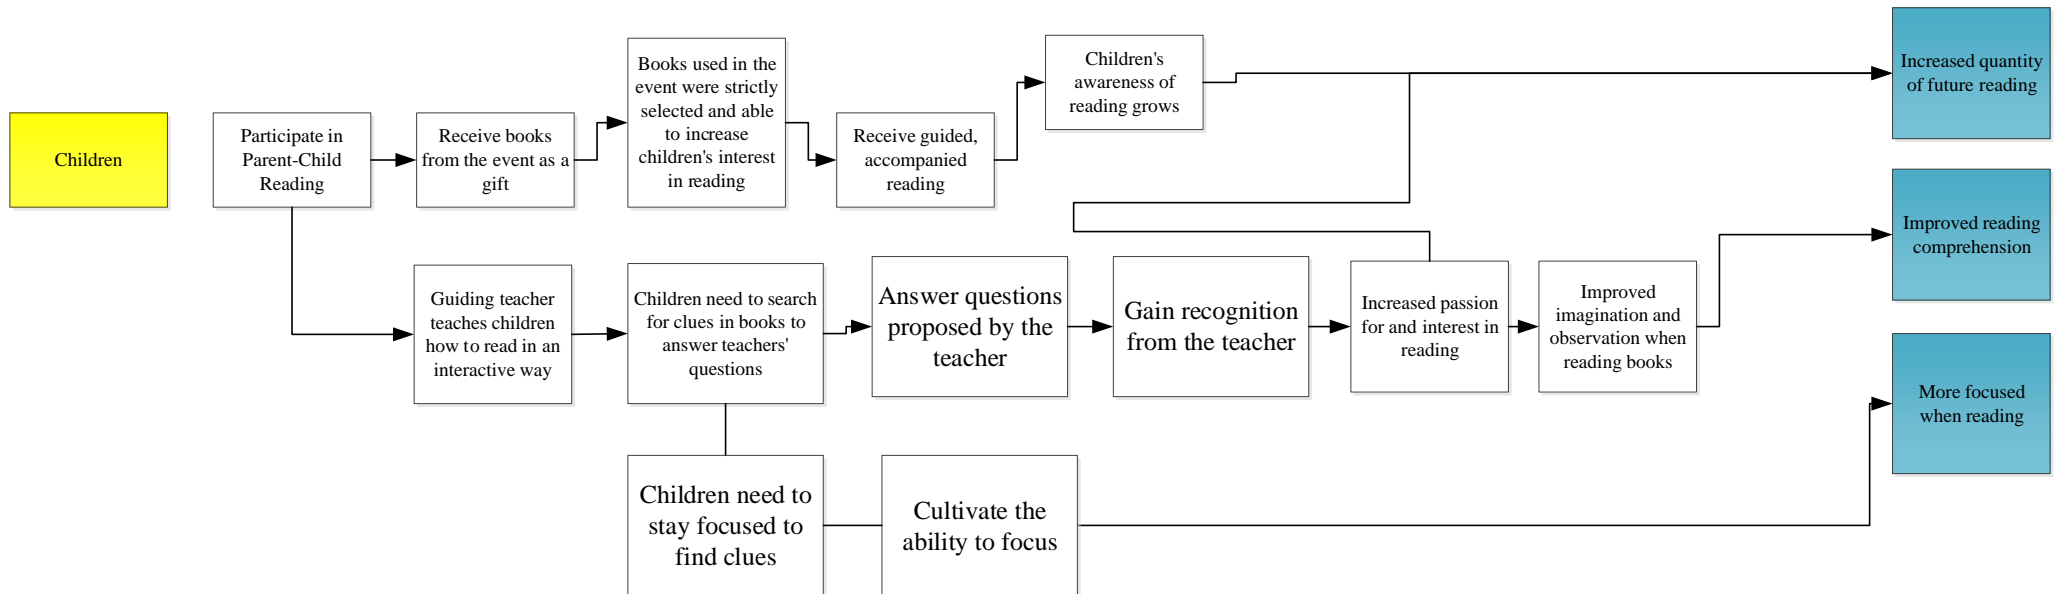 Children
Participate in
Parent-Child
Reading
Receive books
from the event as a
gift
Books used in the
event were strictly
selected and able
to increase
children's interest
in reading
Receive guided,
accompanied
reading
Children's
awareness of
reading grows
Increased quantity
of future reading
Guiding teacher
teaches children
how to read in an
interactive way
Children need to search
for clues in books to
answer teachers'
questions
Answer questions
proposed by the
teacher
Gain recognition
from the teacher
Increased passion
for and interest in
reading
Improved
imagination and
observation when
reading books
Improved reading
comprehension
Children need to
stay focused to
find clues
Cultivate the
ability to focus
More focused
when reading